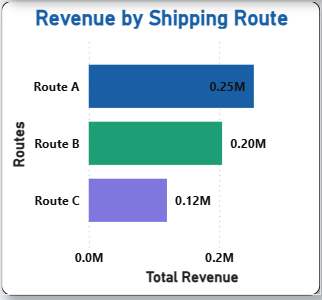 Revenue by Shipping Route
Routes
Route A
0.25M
Route B
0.20M
Route C
0.12M
0.0M
0.2M
Total Revenue